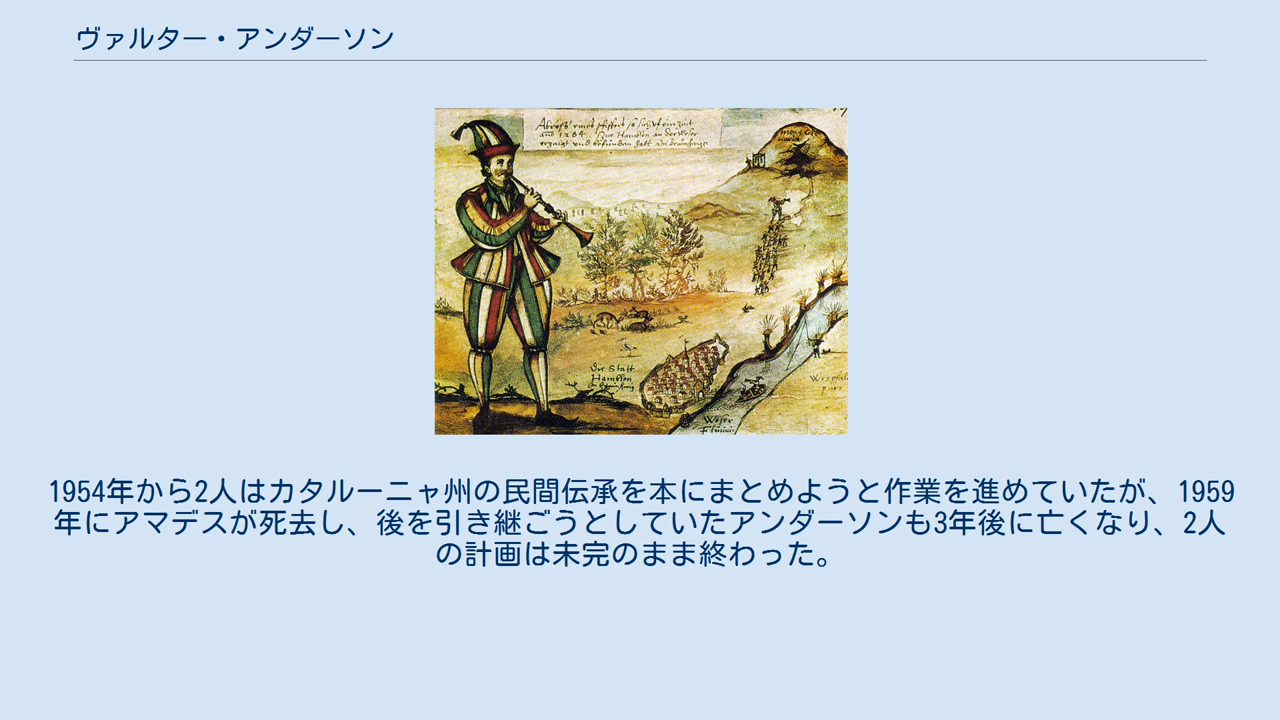 ヴァルター・アンダーソン
Die Statt
Hamelen
Weser
1954年から2人はカタルーニャ州の民間伝承を本にまとめようと作業を進めていたが、1959
年にアマデスが死去し、後を引き継ごうとしていたアンダーソンも3年後に亡くなり、2人
の計画は未完のまま終わった。